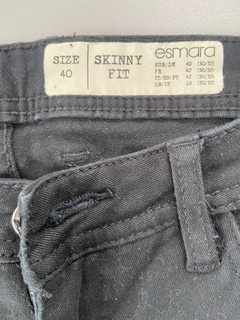 SIZE
40
SKINNY
FIT
esmara
EUR/DE 40 (30/32)
FR 42 (30/32)
IT/ES/PT 42 (30/32)
GB/IE 14 (30/32)